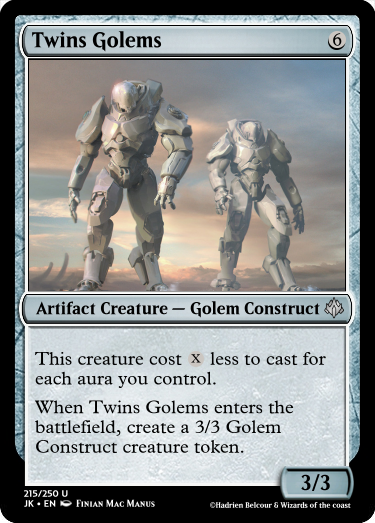 Twins Golems 6
Artifact Creature — Golem Construct
This creature cost X less to cast for
each aura you control.
When Twins Golems enters the
battlefield, create a 3/3 Golem
Construct creature token.
3/3
215/250 U
JK • EN Finian Mac Manus
©Hadrien Belcour & Wizards of the coast